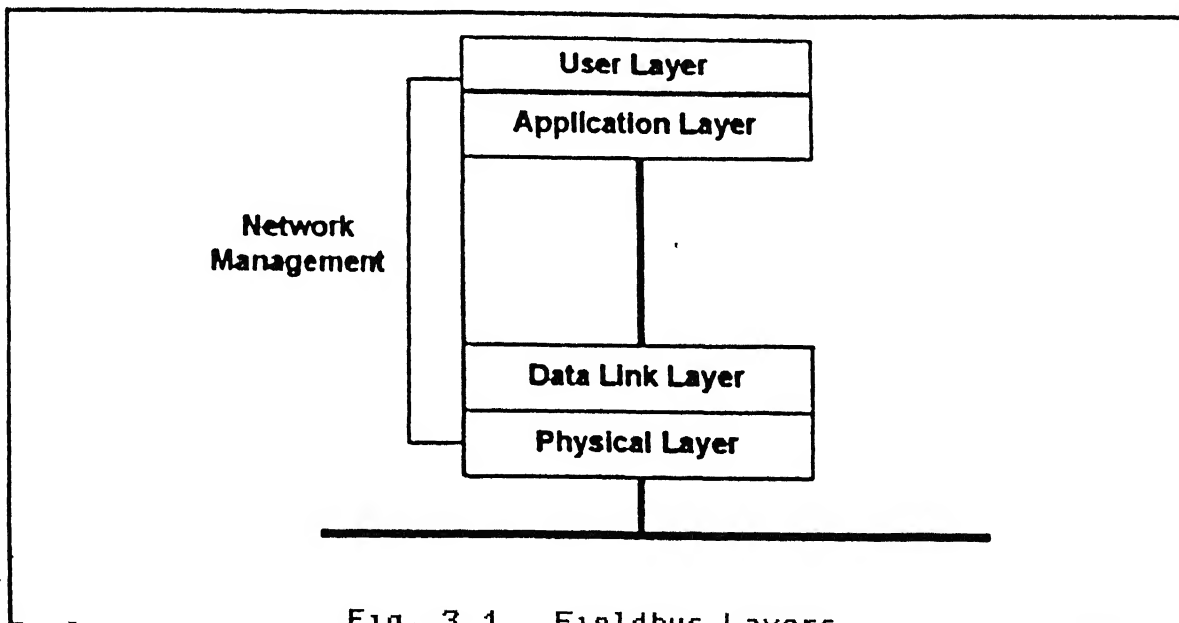 User Layer
Application Layer
Network
Management
Data Link Layer
Physical Layer
Fig. 3.1 Fieldbus Layers